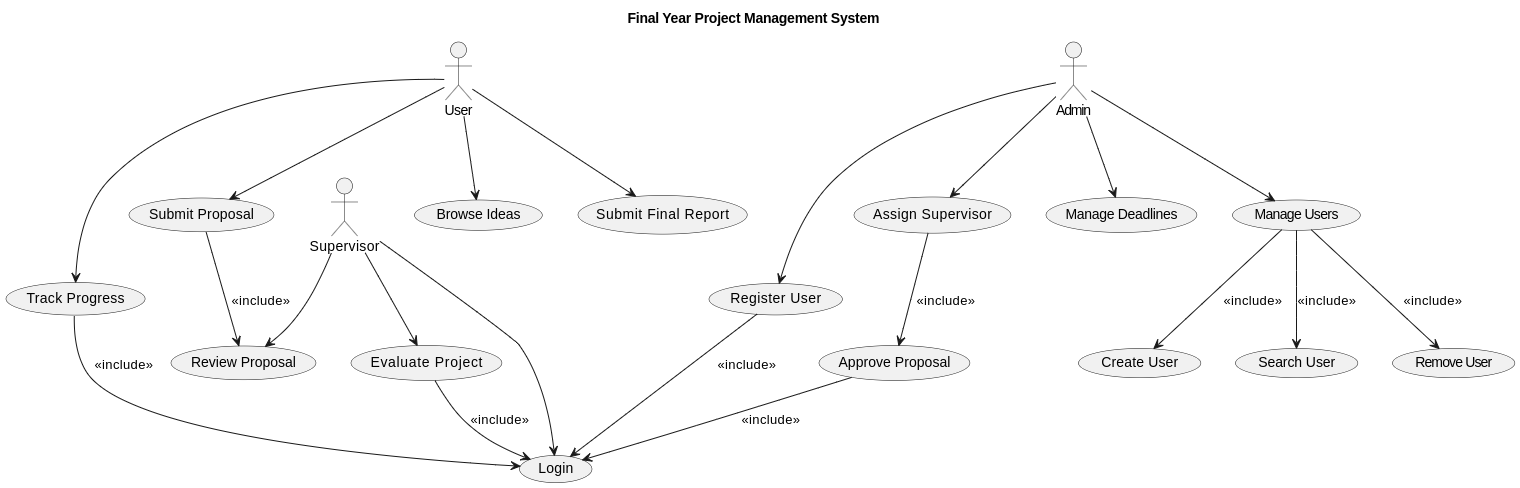 Final Year Project Management System
User
Admin
Submit Proposal
Browse Ideas
Submit Final Report
Assign Supervisor
Manage Deadlines
Manage Users
Supervisor
Track Progress
«include»
Register User
«include»
«include»
«include»
«include»
Review Proposal
Evaluate Project
«include»
«include»
Approve Proposal
Create User
Search User
Remove User
«include»
«include»
Login